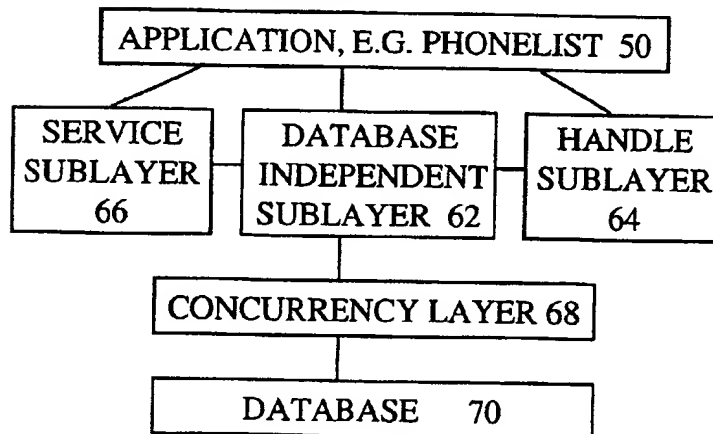 APPLICATION, E.G. PHONELIST 50
SERVICE
SUBLAYER
66
DATABASE
INDEPENDENT
SUBLAYER 62
HANDLE
SUBLAYER
64
CONCURRENCY LAYER 68
DATABASE 70